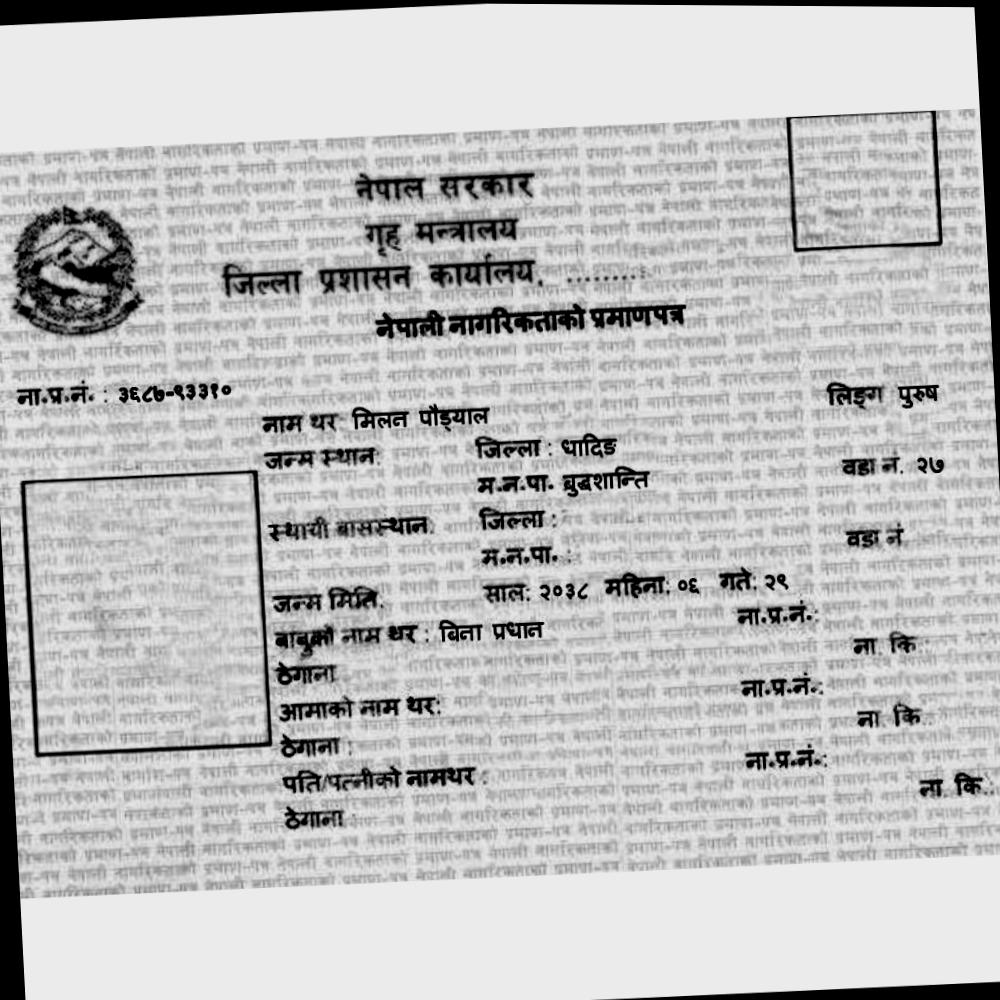 नेपाल सरकार
गृह मन्त्रालय
जिल्ला प्रशासन कार्यालय, .........
नेपाली नागरिकताको प्रमाणपत्र
ना.प्र.नं. : ३६८७-९३३१०
लिङ्ग पुरुष
नाम थर मिलन पौड्याल
जन्म स्थान: जिल्ला : धादिङ
म.न.पा. बुद्धशान्ति वडा नं. २७
स्थायी बासस्थान: जिल्ला :
म.न.पा. : वडा नं
जन्म मिति: साल: २०३८ महिना: ०६ गते: २९
बाबुको नाम थर : बिना प्रधान ना.प्र.नं.:
ठेगाना ना. कि.:
आमाको नाम थर: ना.प्र.नं.:
ठेगाना : ना. कि.:
पति/पत्नीको नामथर : ना.प्र.नं.:
ठेगाना : ना. कि.: